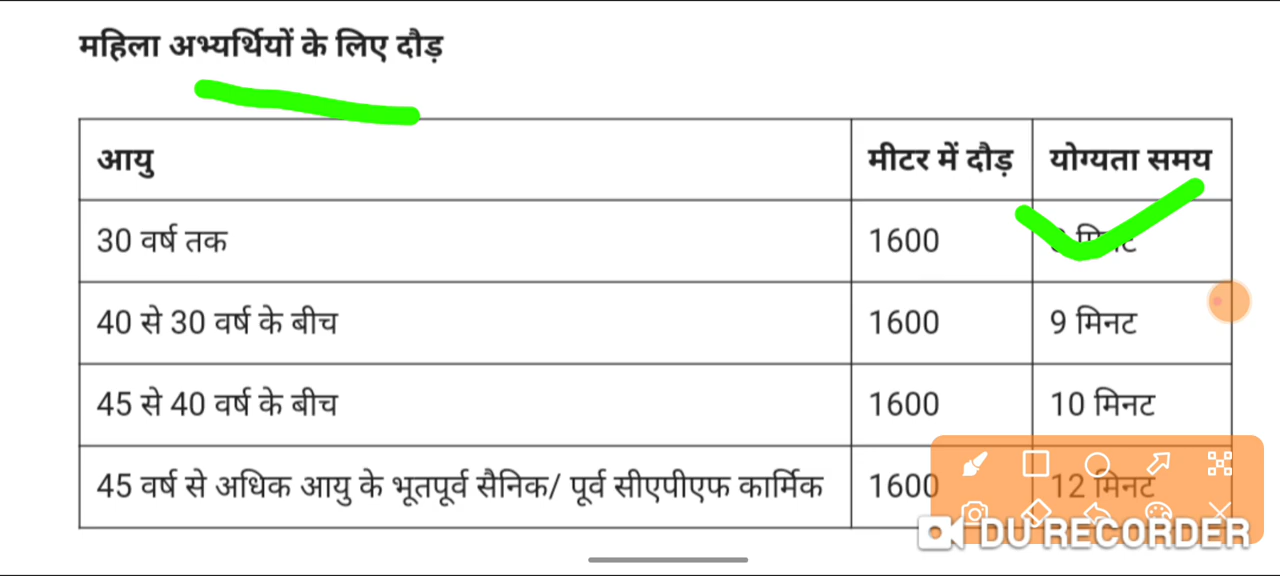 महिला अभ्यर्थियों के लिए दौड़
आयु मीटर में दौड़ योग्यता समय
30 वर्ष तक 1600 मिनट
40 से 30 वर्ष के बीच 1600 9 मिनट
45 से 40 वर्ष के बीच 1600 10 मिनट
45 वर्ष से अधिक आयु के भूतपूर्व सैनिक/ पूर्व सीएपीएफ कार्मिक 1600 12 मिनट
DU RECORDER